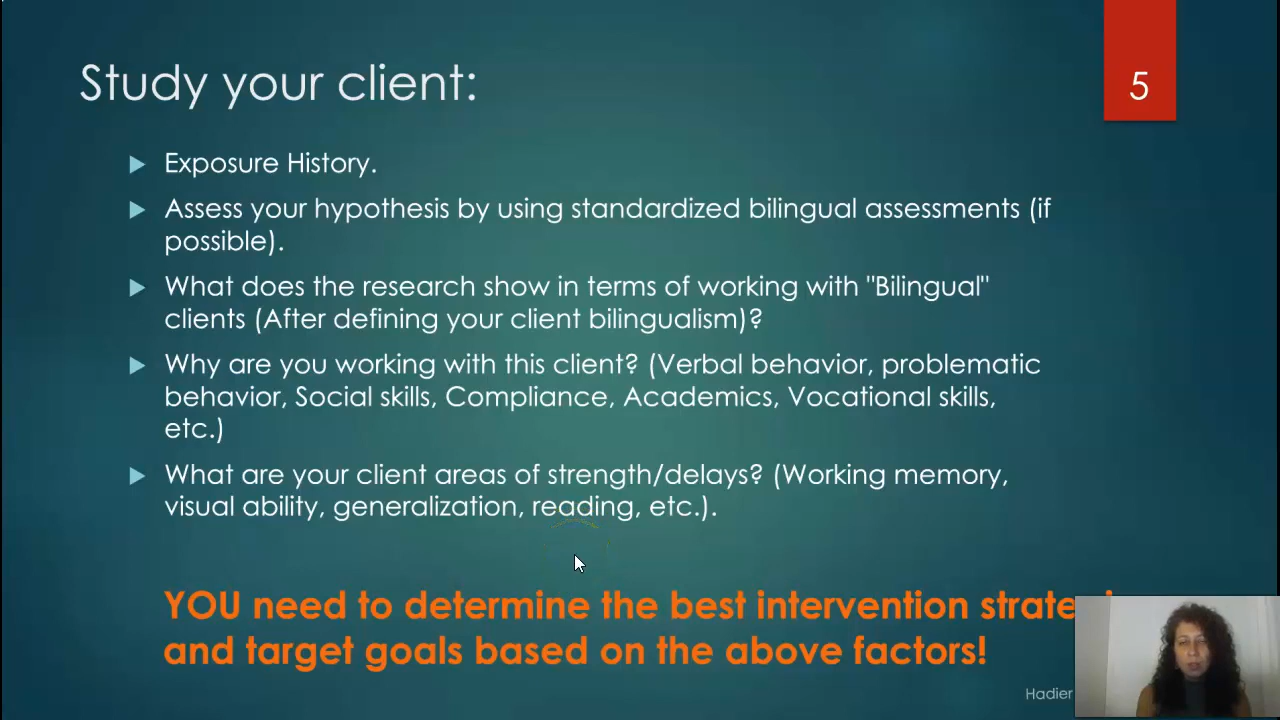 Study your client:
5
Exposure History.
Assess your hypothesis by using standardized bilingual assessments (if
possible).
What does the research show in terms of working with "Bilingual"
clients (After defining your client bilingualism)?
Why are you working with this client? (Verbal behavior, problematic
behavior, Social skills, Compliance, Academics, Vocational skills,
etc.)
What are your client areas of strength/delays? (Working memory,
visual ability, generalization, reading, etc.).
YOU need to determine the best intervention
and target goals based on the above factors!
Hadier